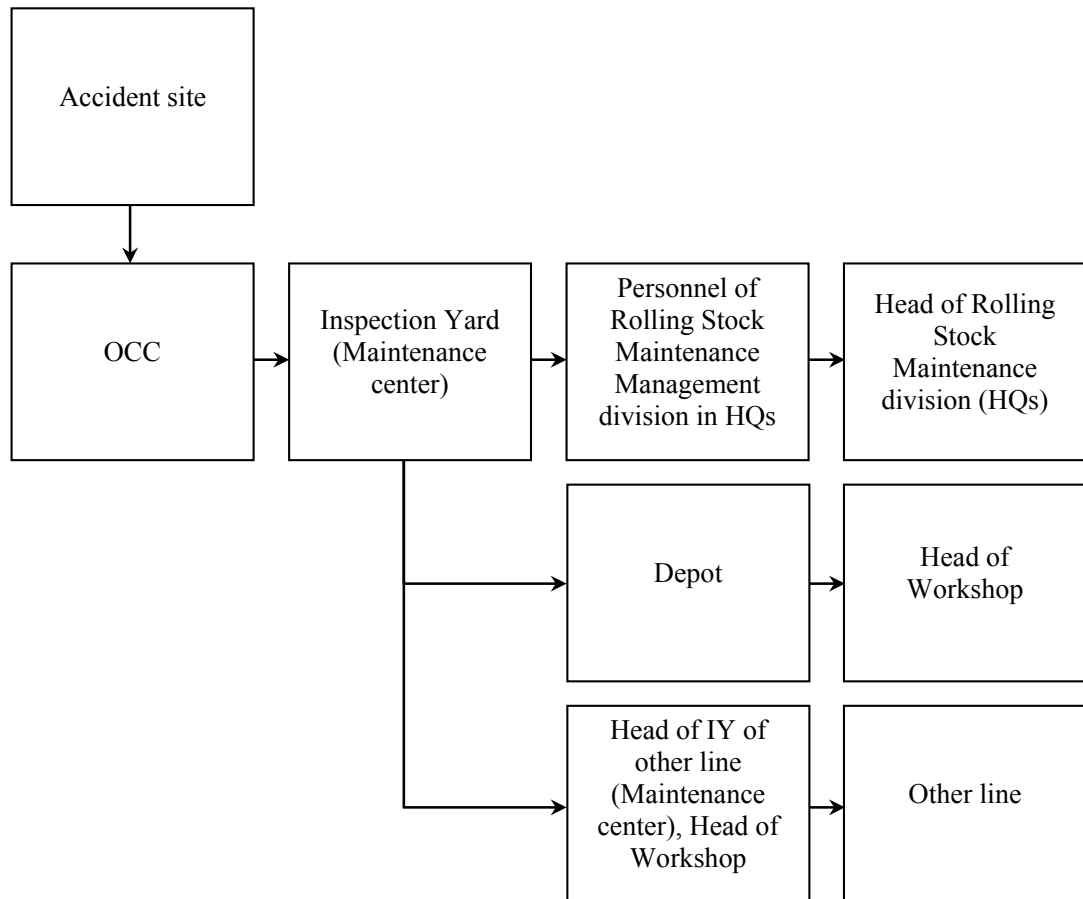 Accident site
OCC
Inspection Yard
(Maintenance
center)
Personnel of
Rolling Stock
Maintenance
Management
division in HQs
Head of Rolling
Stock
Maintenance
division (HQs)
Depot
Head of
Workshop
Head of IY of
other line
(Maintenance
center), Head of
Workshop
Other line